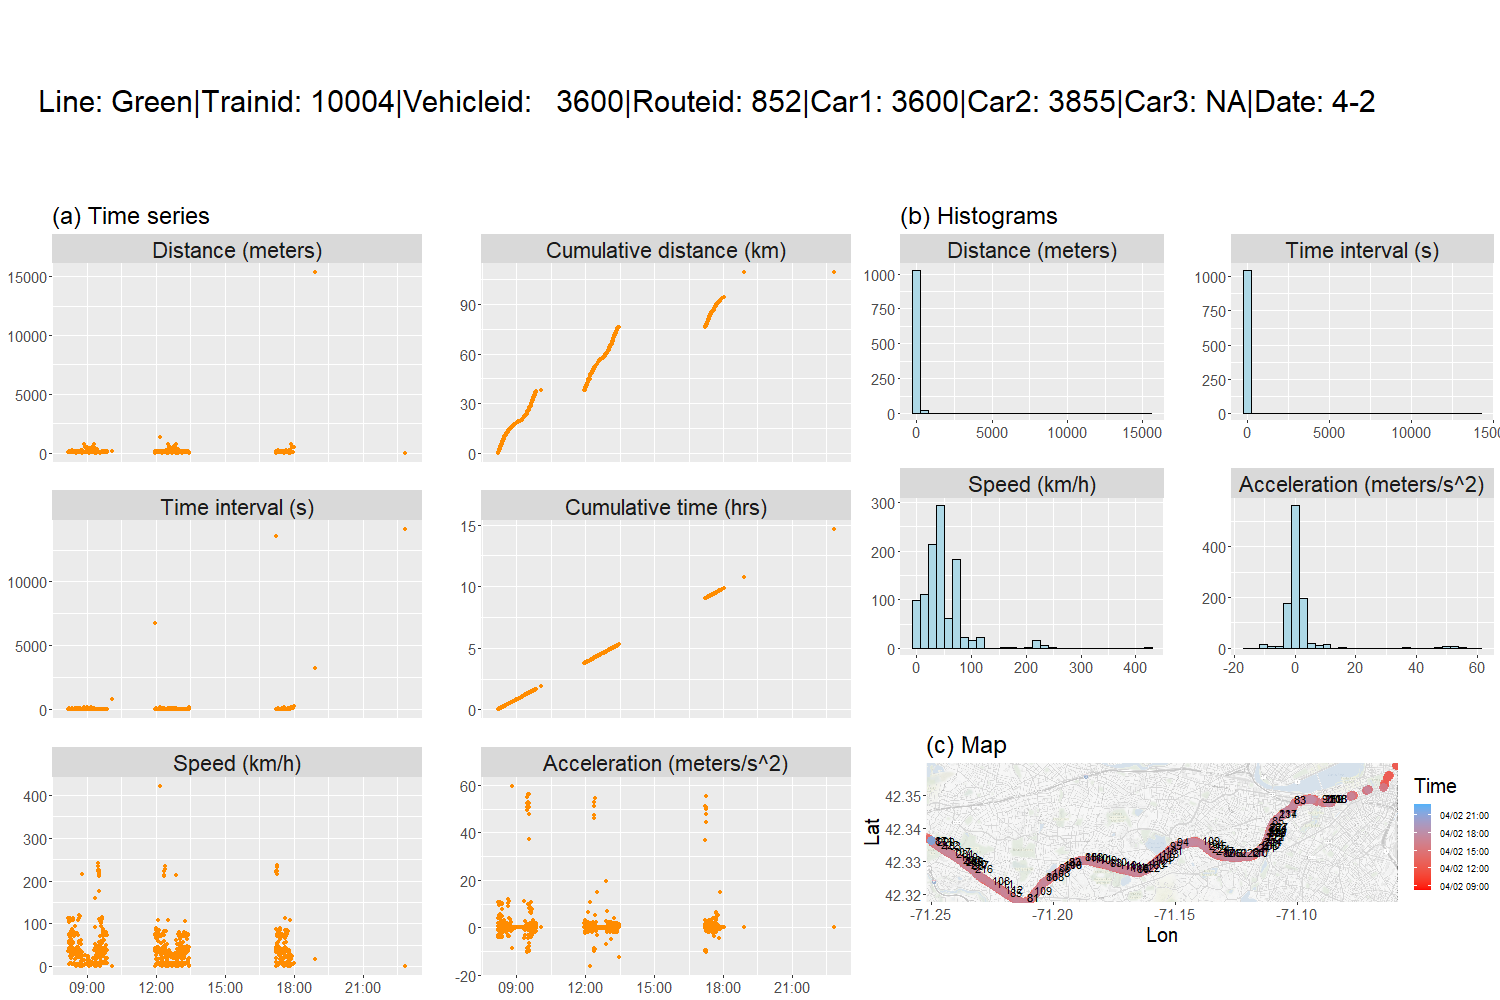 Line: Green|Trainid: 10004|Vehicleid:   3600|Routeid: 852|Car1: 3600|Car2: 3855|Car3: NA|Date: 4-2
(a) Time series
Distance (meters)
15000
10000
5000
0
Cumulative distance (km)
90
60
30
0
Time interval (s)
10000
5000
0
Cumulative time (hrs)
15
10
5
0
Speed (km/h)
400
300
200
100
0
09:00 12:00 15:00 18:00 21:00
Acceleration (meters/s^2)
60
40
20
0
-20
09:00 12:00 15:00 18:00 21:00
(b) Histograms
Distance (meters)
1000
750
500
250
0
0 5000 10000 15000
Time interval (s)
1000
750
500
250
0
0 5000 10000 1500
Speed (km/h)
300
200
100
0
0 100 200 300 400
Acceleration (meters/s^2)
400
200
0
-20 0 20 40 60
(c) Map
Lat
42.35
42.34
42.33
42.32
83
94
109
81
-71.25 -71.20 -71.15 -71.10
Lon
Time
04/02 21:00
04/02 18:00
04/02 15:00
04/02 12:00
04/02 09:00